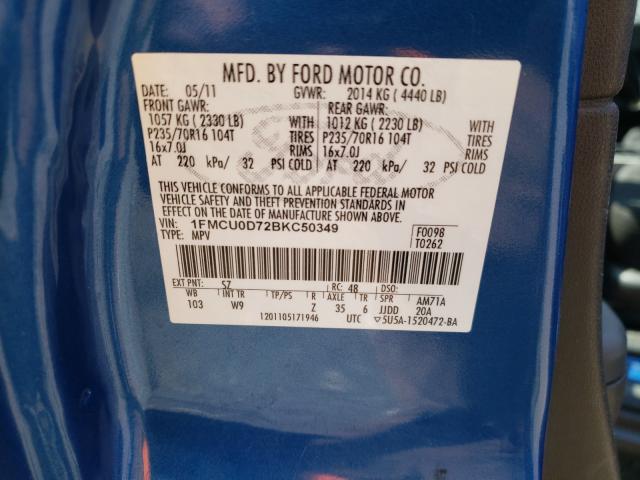 MFD. BY FORD MOTOR CO.
DATE: 05/11 GVWR: 2014 KG ( 4440 LB)
FRONT GAWR: REAR GAWR:
1057 KG ( 2330 LB) WITH 1012 KG ( 2230 LB) WITH
P235/70R16 104T TIRES P235/70R16 104T TIRES
16x7.0J RIMS 16x7.0J RIMS
AT 220 kPa/ 32 PSI COLD AT 220 kPa/ 32 PSI COLD
THIS VEHICLE CONFORMS TO ALL APPLICABLE FEDERAL MOTOR
VEHICLE SAFETY AND THEFT PREVENTION STANDARDS IN
EFFECT ON THE DATE OF MANUFACTURE SHOWN ABOVE.
VIN: 1FMCU0D72BKC50349 F0098
TYPE: MPV T0262
EXT PNT: SZ RC: 48 DSO:
WB INT TR TP/PS R AXLE TR SPR AM71A
103 W9 Z 35 6 JJDD 20A
1201105171946 UTC ▽5U5A-1520472-BA